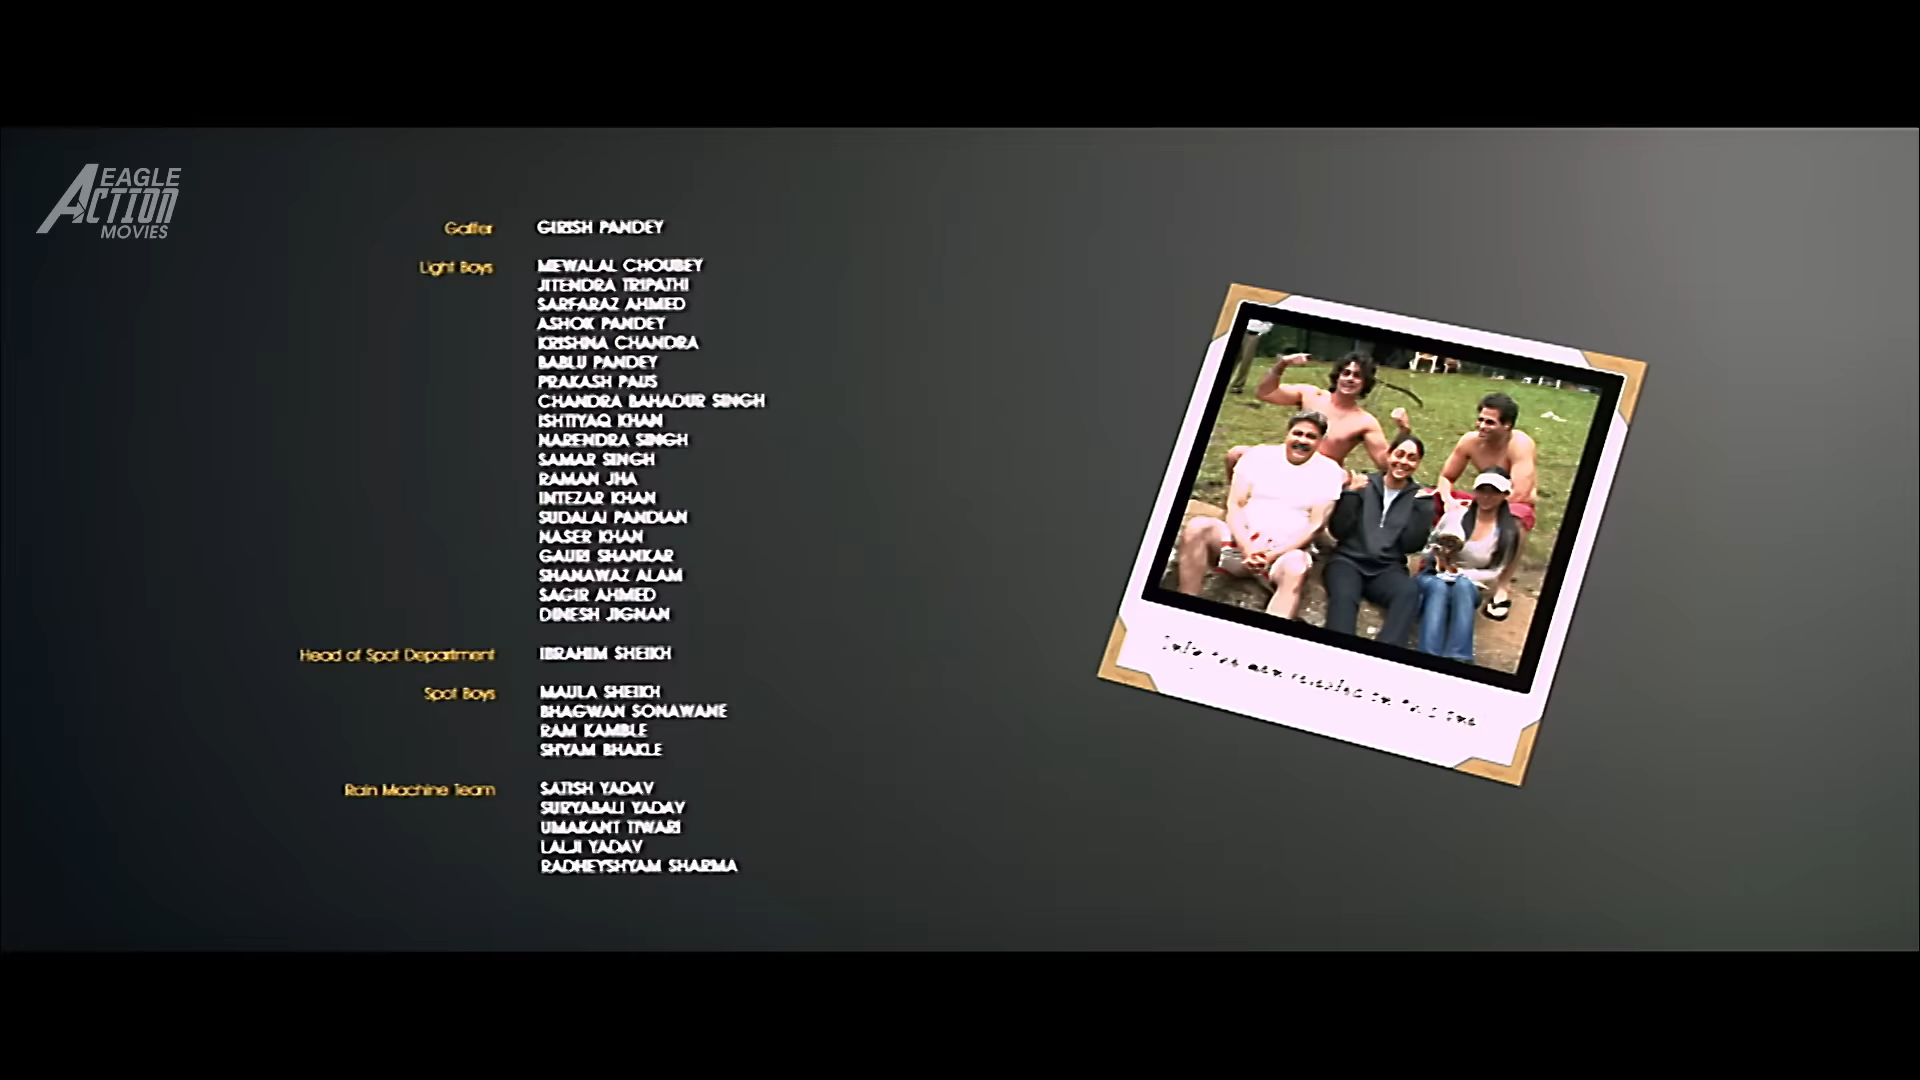 EAGLE
ACTION
MOVIES
Gaffer GIRISH PANDEY
Light Boys MEWALAL CHOUBEY
JITENDRA TRIPATHI
SARFARAZ AHMED
ASHOK PANDEY
KRISHNA CHANDRA
BABLU PANDEY
PRAKASH PAUS
CHANDRA BAHADUR SINGH
ISHTIYAQ KHAN
NARENDRA SINGH
SAMAR SINGH
RAMAN JHA
INTEZAR KHAN
SUDALAI PANDIAN
NASER KHAN
GAURI SHANKAR
SHANAWAZ ALAM
SAGIR AHMED
DINESH JIGNAN
Head of Spot Department IBRAHIM SHEIKH
Spot Boys MAULA SHEIKH
BHAGWAN SONAWANE
RAM KAMBLE
SHYAM BHAKLE
Rain Machine Team SATISH YADAV
SURYABALI YADAV
UMAKANT TIWARI
LALJI YADAV
RADHEYSHYAM SHARMA